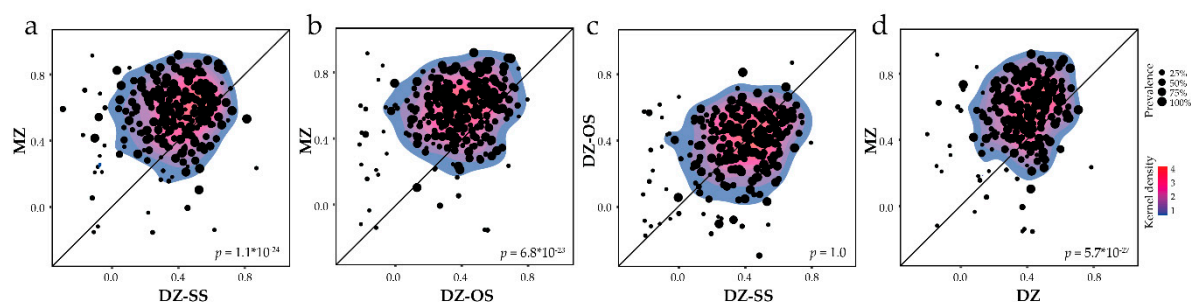 a
MZ
0.8
0.4
0.0
0.0
0.4
0.8
p = 1.1*10⁻²⁴
DZ-SS
b
MZ
0.8
0.4
0.0
0.0
0.4
0.8
p = 6.8*10⁻²³
DZ-OS
c
DZ-OS
0.8
0.4
0.0
0.0
0.4
0.8
p = 1.0
DZ-SS
d
MZ
0.8
0.4
0.0
0.0
0.4
0.8
p = 5.7*10⁻²⁷
DZ
Prevalence
25%
50%
75%
100%
Kernel density
4
3
2
1